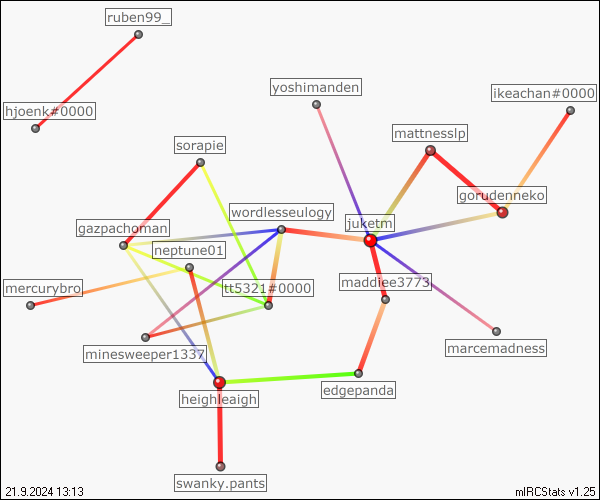 ruben99_
yoshimanden
ikeachan#0000
hjoenk#0000
mattnesslp
sorapie
gorudenneko
wordlesseulogy
juketm
gazpachoman
neptune01
maddiee3773
mercurybro
tt5321#0000
minesweeper1337
marcemadness
edgepanda
heighleaigh
swanky.pants
21.9.2024 13:13
mIRCStats v1.25